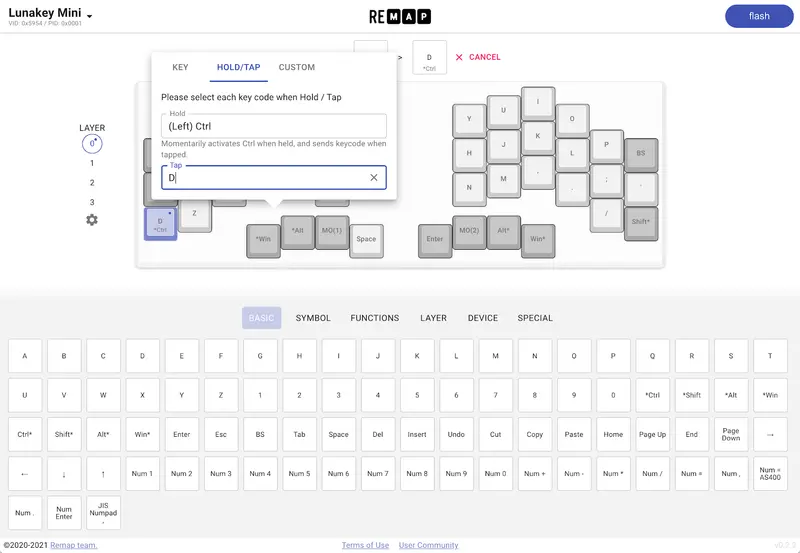 Lunakey Mini
VID: 0x5954 / PID: 0x0001
REMAP
flash
> D *Ctrl CANCEL
KEY HOLD/TAP CUSTOM
Please select each key code when Hold / Tap
Hold
(Left) Ctrl
Momentarily activates Ctrl when held, and sends keycode when
tapped.
Tap
D
LAYER
0
1
2
3
D *Ctrl Z
*Win *Alt MO(1) Space
Y U I O P BS
H J K L ; '
N M , . / Shift*
Enter MO(2) Alt* Win*
BASIC SYMBOL FUNCTIONS LAYER DEVICE SPECIAL
A B C D E F G H I J K L M N O P Q R S T
U V W X Y Z 1 2 3 4 5 6 7 8 9 0 *Ctrl *Shift *Alt *Win
Ctrl* Shift* Alt* Win* Enter Esc BS Tab Space Del Insert Undo Cut Copy Paste Home Page Up End Page Down →
← ↓ ↑ Num 1 Num 2 Num 3 Num 4 Num 5 Num 6 Num 7 Num 8 Num 9 Num 0 Num + Num - Num * Num / Num = Num , Num = AS400
Num . Num Enter JIS Numpad ,
©2020-2021 Remap team. Terms of Use User Community